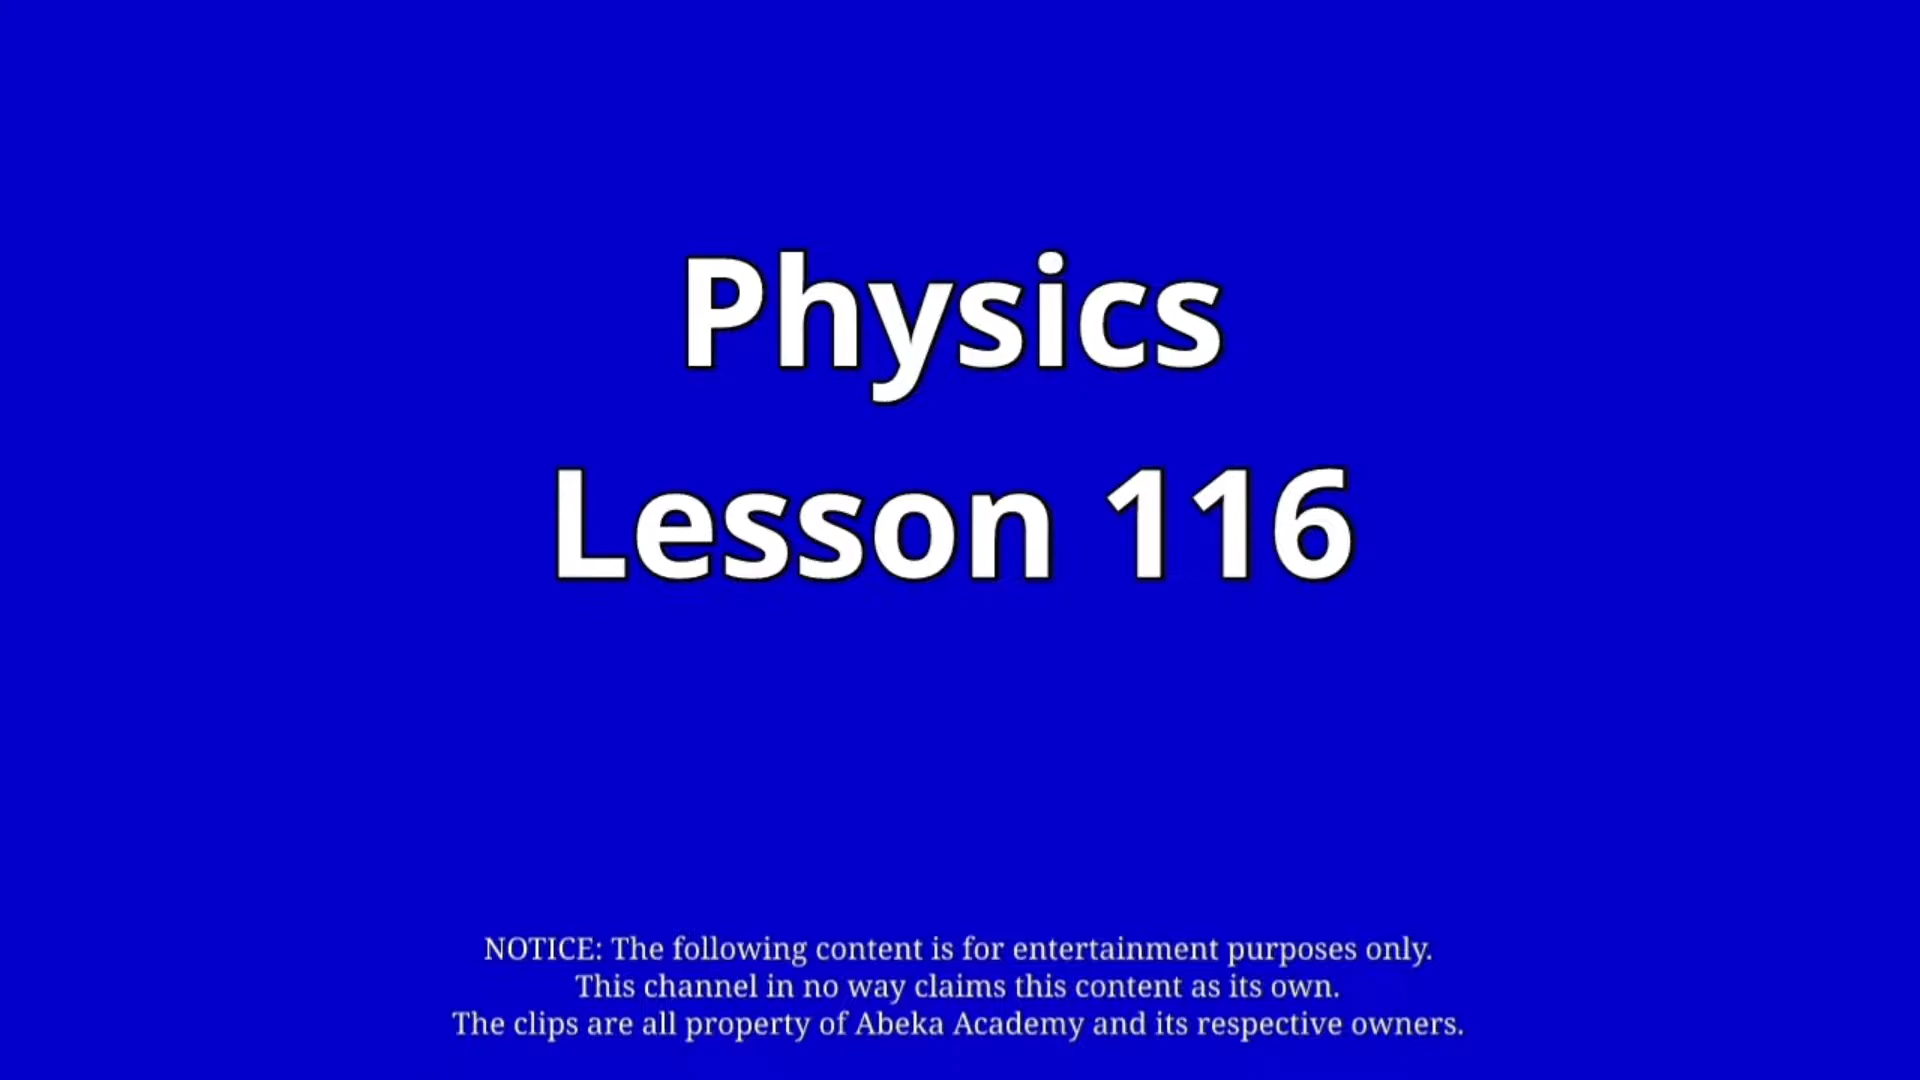 Physics
Lesson 116
NOTICE: The following content is for entertainment purposes only.
This channel in no way claims this content as its own.
The clips are all property of Abeka Academy and its respective owners.